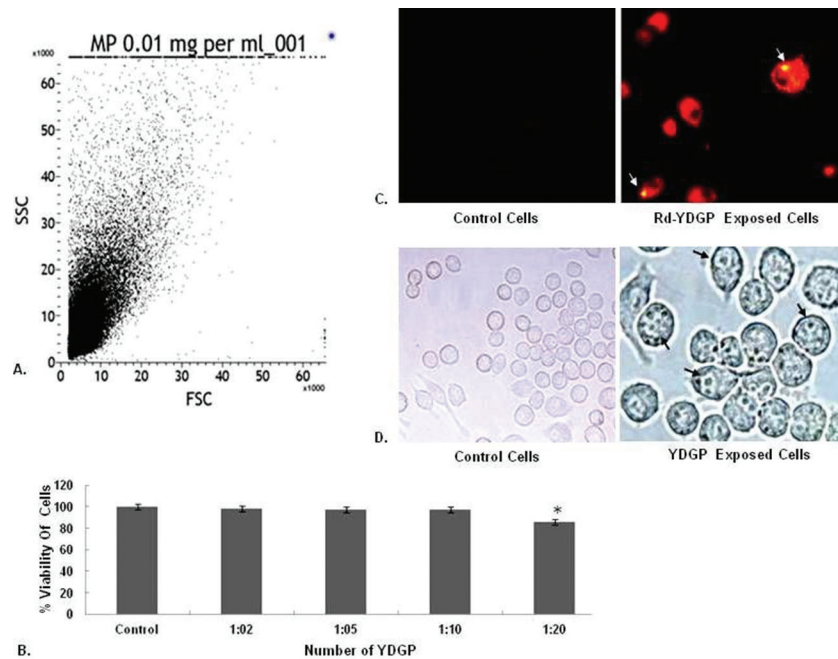 MP 0.01 mg per ml_001
x1000
60
50
40
30
20
10
0
SSC
0 10 20 30 40 50 60
x1000
FSC
A.
C.
Control Cells
Rd-YDGP Exposed Cells
D.
Control Cells
YDGP Exposed Cells
% Viability Of Cells
120
100
80
60
40
20
0
*
Control 1:02 1:05 1:10 1:20
Number of YDGP
B.